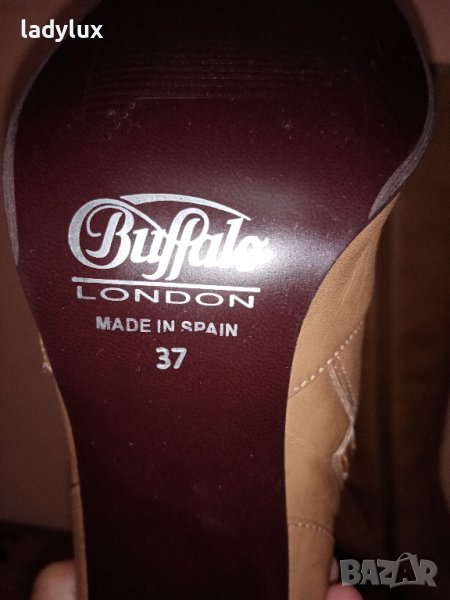 ladylux
Buffalo
LONDON
MADE IN SPAIN
37
BAZAR